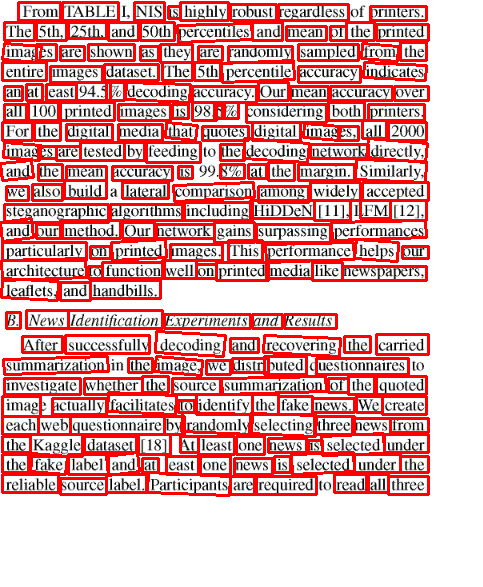 From TABLE I, NIS is highly robust regardless of printers.
The 5th, 25th, and 50th percentiles and mean of the printed
images are shown as they are randomly sampled from the
entire images dataset. The 5th percentile accuracy indicates
an at east 94.5% decoding accuracy. Our mean accuracy over
all 100 printed images is 98.5% considering both printers.
For the digital media that quotes digital images, all 2000
images are tested by feeding to the decoding network directly,
and the mean accuracy is 99.8% at the margin. Similarly,
we also build a lateral comparison among widely accepted
steganographic algorithms including HiDDeN [11], LFM [12],
and our method. Our network gains surpassing performances
particularly on printed images. This performance helps our
architecture to function well on printed media like newspapers,
leaflets, and handbills.
B. News Identification Experiments and Results
After successfully decoding and recovering the carried
summarization in the image, we distributed questionnaires to
investigate whether the source summarization of the quoted
image actually facilitates to identify the fake news. We create
each web questionnaire by randomly selecting three news from
the Kaggle dataset [18]. At least one news is selected under
the fake label and at east one news is selected under the
reliable source label. Participants are required to read all three